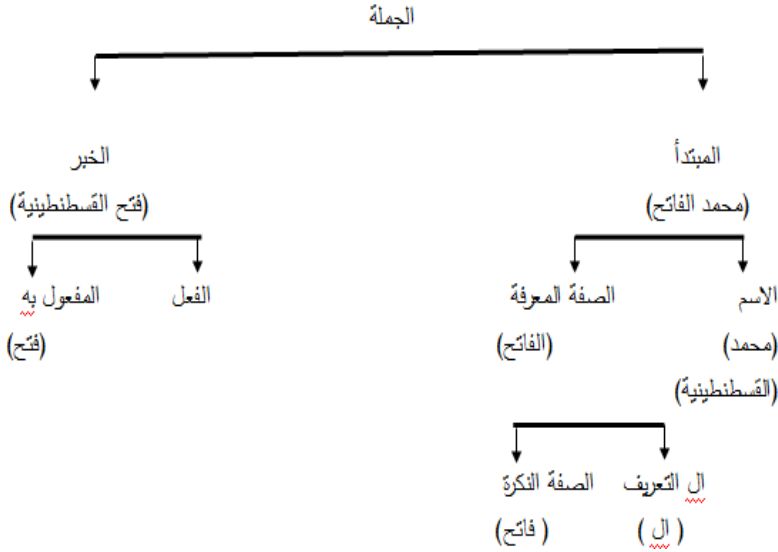 الجملة
المبتدأ الخبر
(محمد الفاتح) (فتح القسطنطينية)
الاسم الصفة المعرفة الفعل المفعول به
(محمد) (الفاتح) (فتح)
(القسطنطينية)
ال التعريف الصفة النكرة
( ال ) ( فاتح)